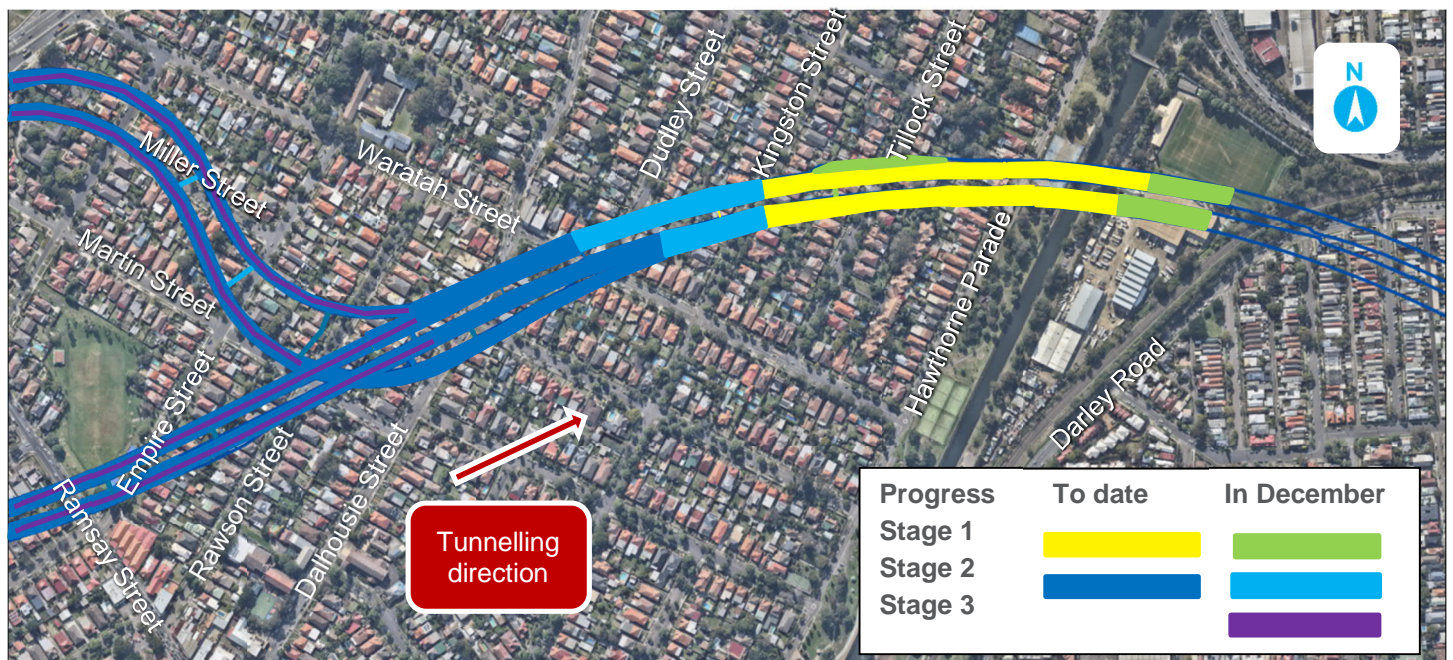 N
Dudley Street
Kingston Street
Tillock Street
Miller Street
Waratah Street
Martin Street
Hawthorne Parade
Darley Road
Empire Street
Rawson Street
Dalhousie Street
Ramsay Street
Tunnelling
direction
Progress To date In December
Stage 1
Stage 2
Stage 3